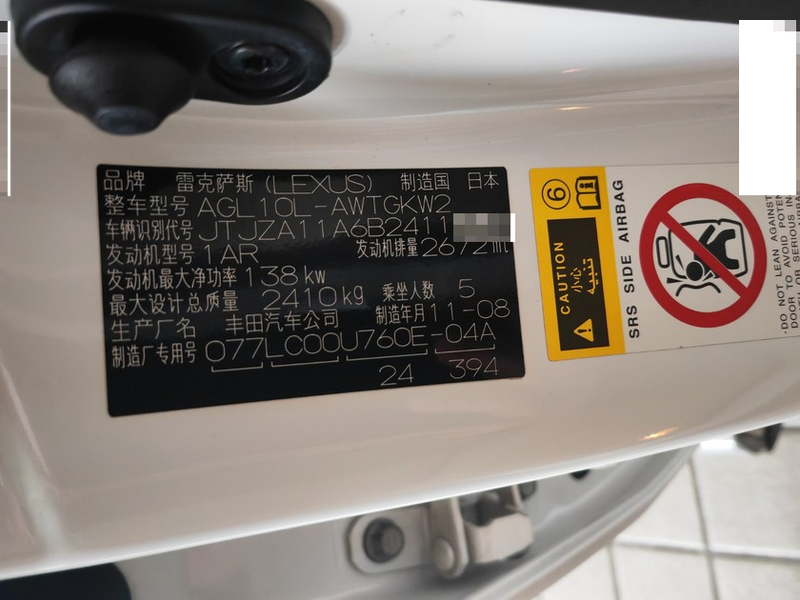 品牌 雷克萨斯 (LEXUS) 制造国 日本
整车型号 AGL10L-AWTGKW2
车辆识别代号 JTJZA11A6B2411
发动机型号 1AR 发动机排量 2672ml
发动机最大净功率 138kw
最大设计总质量 2410kg 乘坐人数 5
生产厂名 丰田汽车公司 制造年月 11-08
制造厂专用号 077LC00U760E-04A
24 394
6
CAUTION
小心
تنبيه
SRS SIDE AIRBAG
·DO NOT LEAN AGAINST
DOOR TO AVOID POTEN